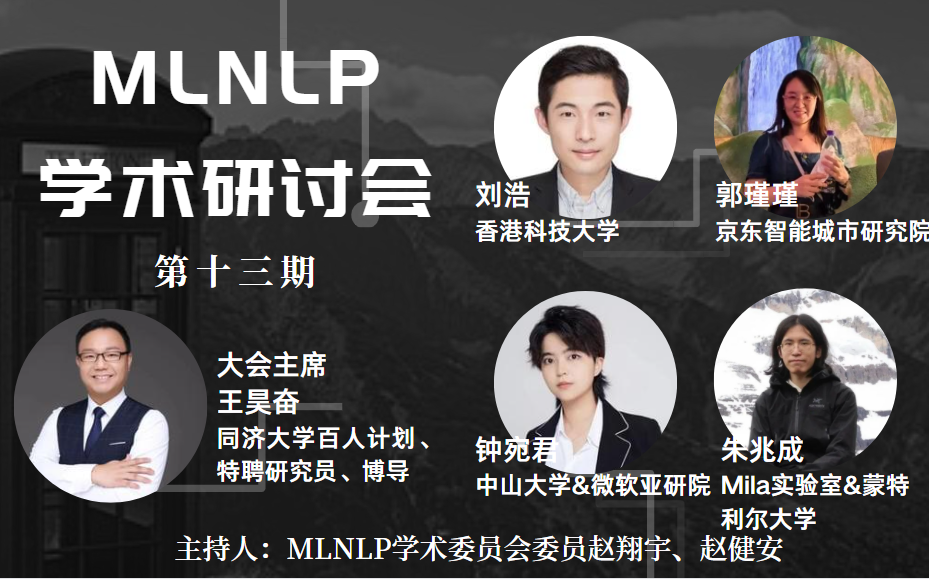 MLNLP
学术研讨会
第十三期
大会主席
王昊奋
同济大学百人计划、
特聘研究员、博导
刘浩
香港科技大学
郭瑾瑾
京东智能城市研究院
钟宛君
中山大学&微软亚研院
朱兆成
Mila实验室&蒙特
利尔大学
主持人：MLNLP学术委员会委员赵翔宇、赵健安